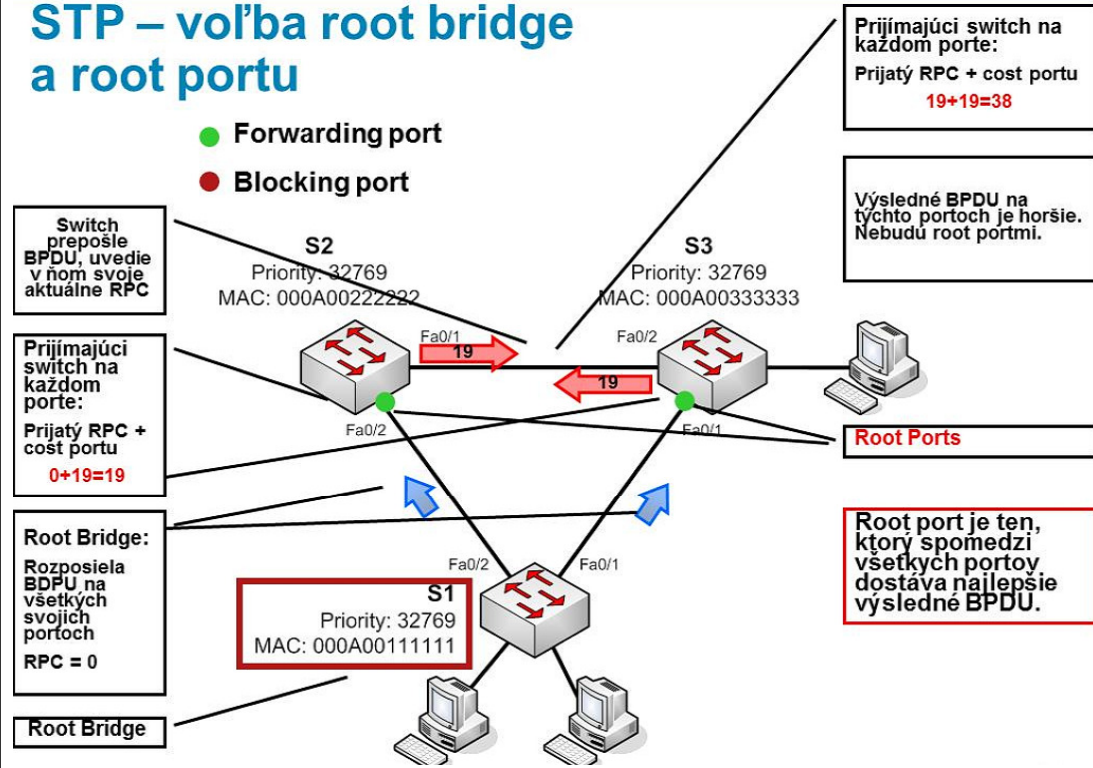 STP – voľba root bridge
a root portu
Forwarding port
Blocking port
Switch
prepošle
BPDU, uvedie
v ňom svoje
aktuálne RPC
Prijímajúci
switch na
každom
porte:
Prijatý RPC +
cost portu
0+19=19
Root Bridge:
Rozposiela
BDPU na
všetkých
svojich
portoch
RPC = 0
Root Bridge
S2
Priority: 32769
MAC: 000A00222222
Fa0/1
19
Fa0/2
S3
Priority: 32769
MAC: 000A00333333
Fa0/2
19
Fa0/1
Fa0/2
Fa0/1
S1
Priority: 32769
MAC: 000A00111111
Prijímajúci switch na
každom porte:
Prijatý RPC + cost portu
19+19=38
Výsledné BPDU na
týchto portoch je horšie.
Nebudú root portmi.
Root Ports
Root port je ten,
ktorý spomedzi
všetkých portov
dostáva najlepšie
výsledné BPDU.